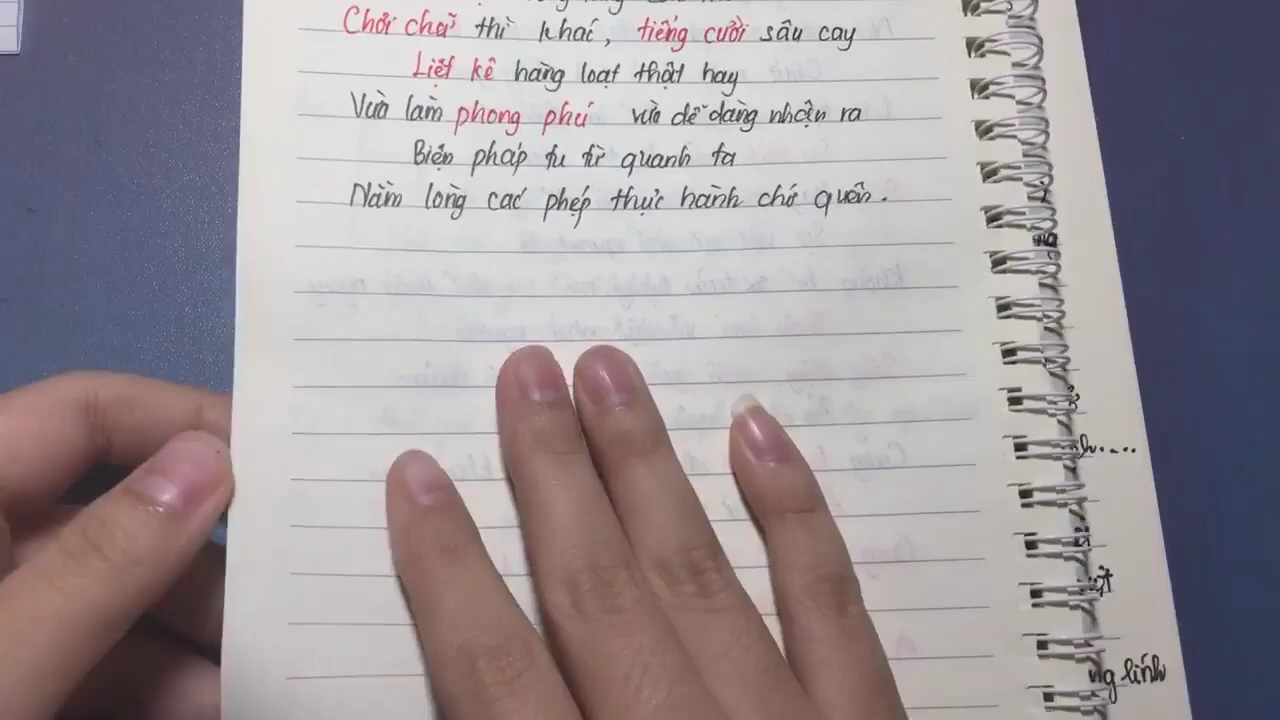 Chơi chữ thì khác, tiếng cười sâu cay
Liệt kê hàng loạt thật hay
Vừa làm phong phú vừa dễ dàng nhận ra
Biện pháp tu từ quanh ta
Nằm lòng các phép thực hành chớ quên.